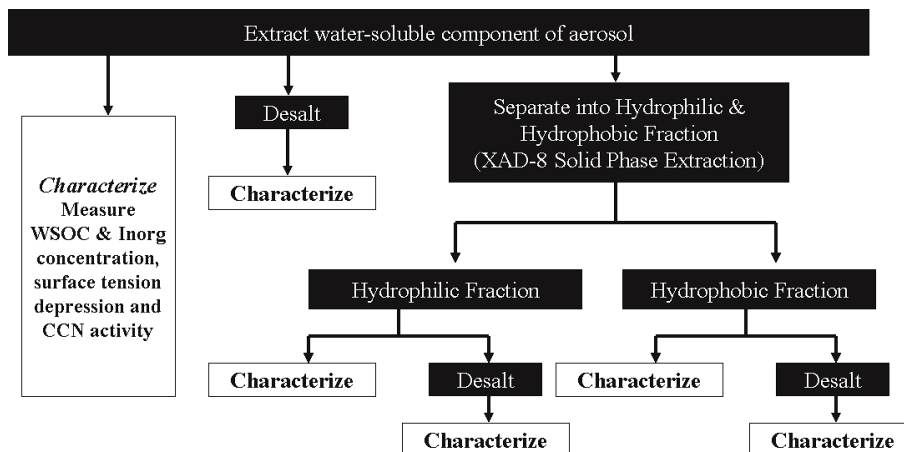 Extract water-soluble component of aerosol
Characterize
Measure
WSOC & Inorg
concentration,
surface tension
depression and
CCN activity
Desalt
Characterize
Separate into Hydrophilic &
Hydrophobic Fraction
(XAD-8 Solid Phase Extraction)
Hydrophilic Fraction
Hydrophobic Fraction
Characterize
Desalt
Characterize
Characterize
Desalt
Characterize